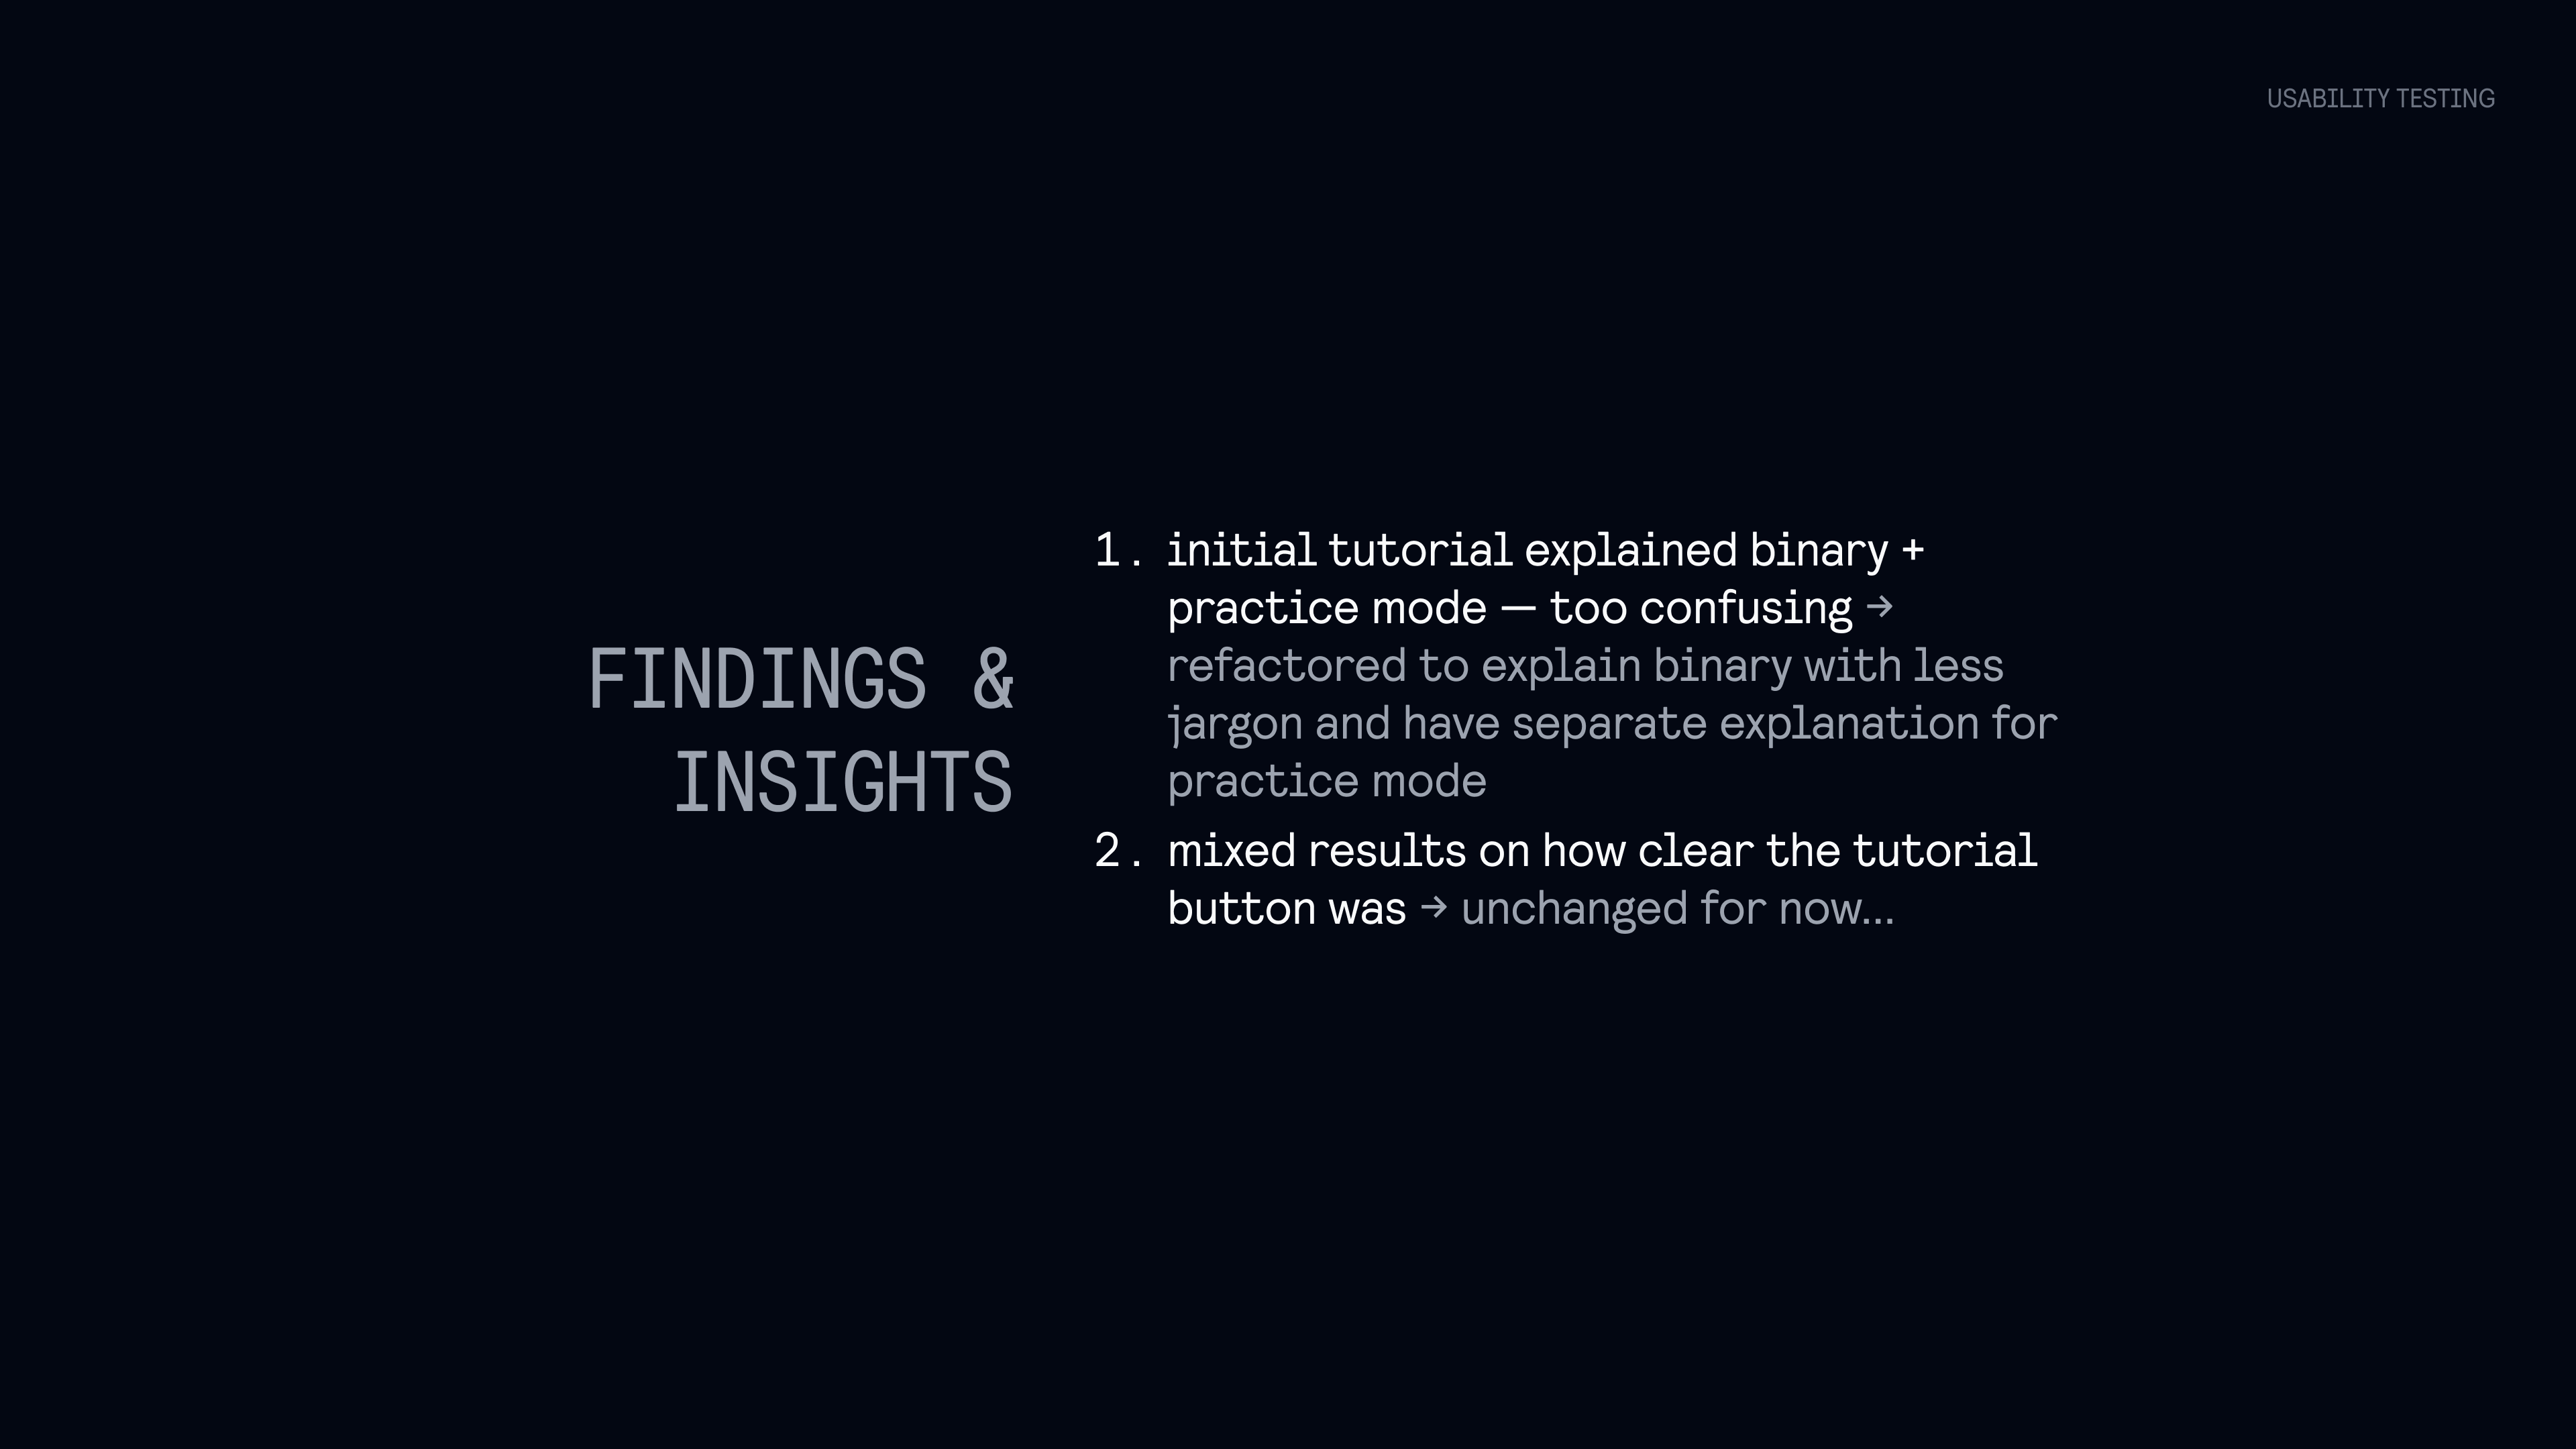 USABILITY TESTING
FINDINGS &
INSIGHTS
1. initial tutorial explained binary +
practice mode — too confusing →
refactored to explain binary with less
jargon and have separate explanation for
practice mode
2. mixed results on how clear the tutorial
button was → unchanged for now...